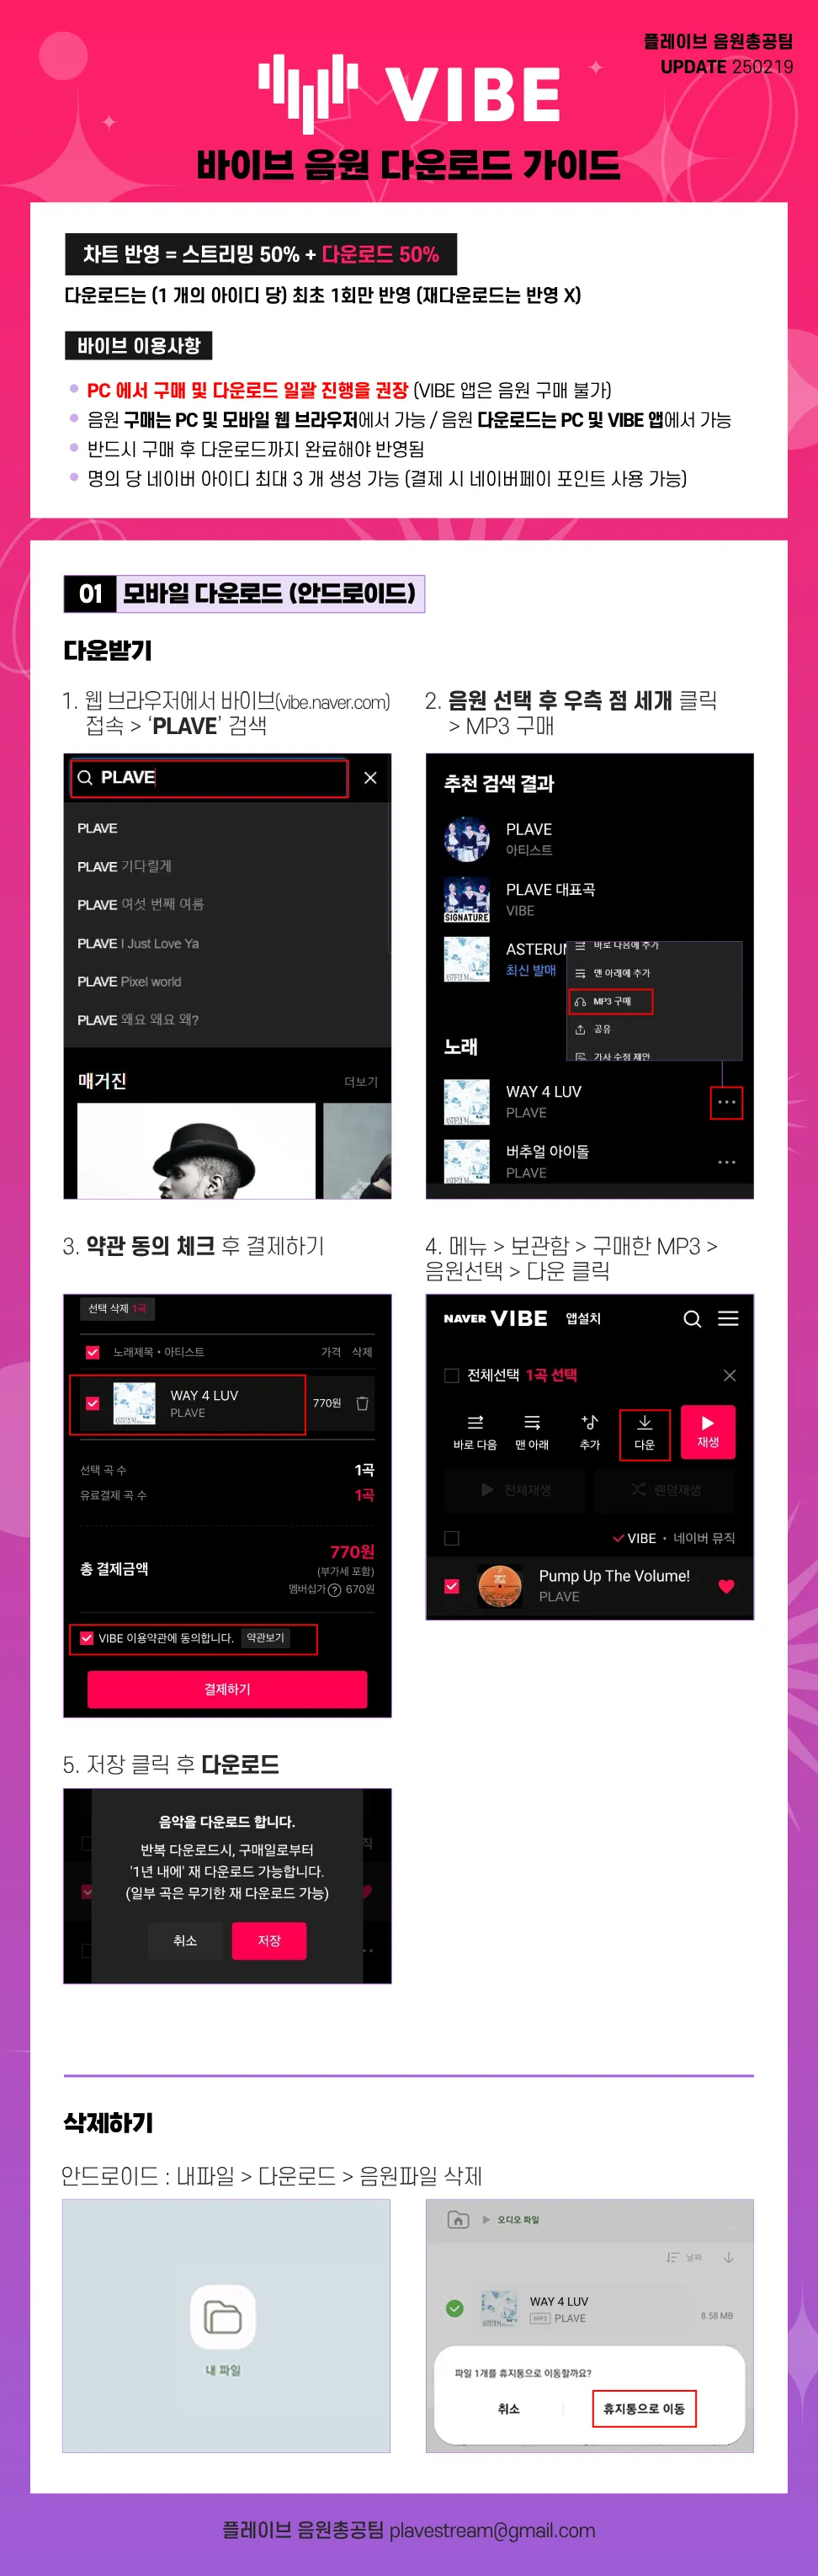 플레이브 음원총공팀
UPDATE 250219
VIBE
바이브 음원 다운로드 가이드
차트 반영 = 스트리밍 50% + 다운로드 50%
다운로드는 (1 개의 아이디 당) 최초 1회만 반영 (재다운로드는 반영 X)
바이브 이용사항
PC 에서 구매 및 다운로드 일괄 진행을 권장 (VIBE 앱은 음원 구매 불가)
음원 구매는 PC 및 모바일 웹 브라우저에서 가능 / 음원 다운로드는 PC 및 VIBE 앱에서 가능
반드시 구매 후 다운로드까지 완료해야 반영됨
명의 당 네이버 아이디 최대 3 개 생성 가능 (결제 시 네이버페이 포인트 사용 가능)
01 모바일 다운로드 (안드로이드)
다운받기
1. 웹 브라우저에서 바이브(vibe.naver.com)
접속 > ‘PLAVE’ 검색
PLAVE
PLAVE
PLAVE 기다릴게
PLAVE 여섯 번째 여름
PLAVE I Just Love Ya
PLAVE Pixel world
PLAVE 왜요 왜요 왜?
매거진
더보기
2. 음원 선택 후 우측 점 세개 클릭
> MP3 구매
추천 검색 결과
PLAVE
아티스트
PLAVE 대표곡
VIBE
SIGNATURE
ASTERUM
최신 발매
바로 다음에 추가
맨 아래에 추가
MP3 구매
공유
기사 수정 제안
노래
WAY 4 LUV
PLAVE
버추얼 아이돌
PLAVE
3. 약관 동의 체크 후 결제하기
선택 삭제 1곡
노래제목 • 아티스트 가격 삭제
WAY 4 LUV
PLAVE
770원
선택 곡 수 1곡
유료결제 곡 수 1곡
총 결제금액
770원
(부가세 포함)
멤버십가 ? 670원
VIBE 이용약관에 동의합니다. 약관보기
결제하기
4. 메뉴 > 보관함 > 구매한 MP3 >
음원선택 > 다운 클릭
NAVER VIBE 앱설치
전체선택 1곡 선택
바로 다음 맨 아래 추가 다운 재생
전체재생 랜덤재생
VIBE • 네이버 뮤직
Pump Up The Volume!
PLAVE
5. 저장 클릭 후 다운로드
음악을 다운로드 합니다.
반복 다운로드시, 구매일로부터
'1년 내에' 재 다운로드 가능합니다.
(일부 곡은 무기한 재 다운로드 가능)
직
취소 저장
삭제하기
안드로이드 : 내파일 > 다운로드 > 음원파일 삭제
내 파일
오디오 파일
날짜
WAY 4 LUV
MP3 PLAVE
8.58 MB
파일 1개를 휴지통으로 이동할까요?
취소 휴지통으로 이동
플레이브 음원총공팀 plavestream@gmail.com